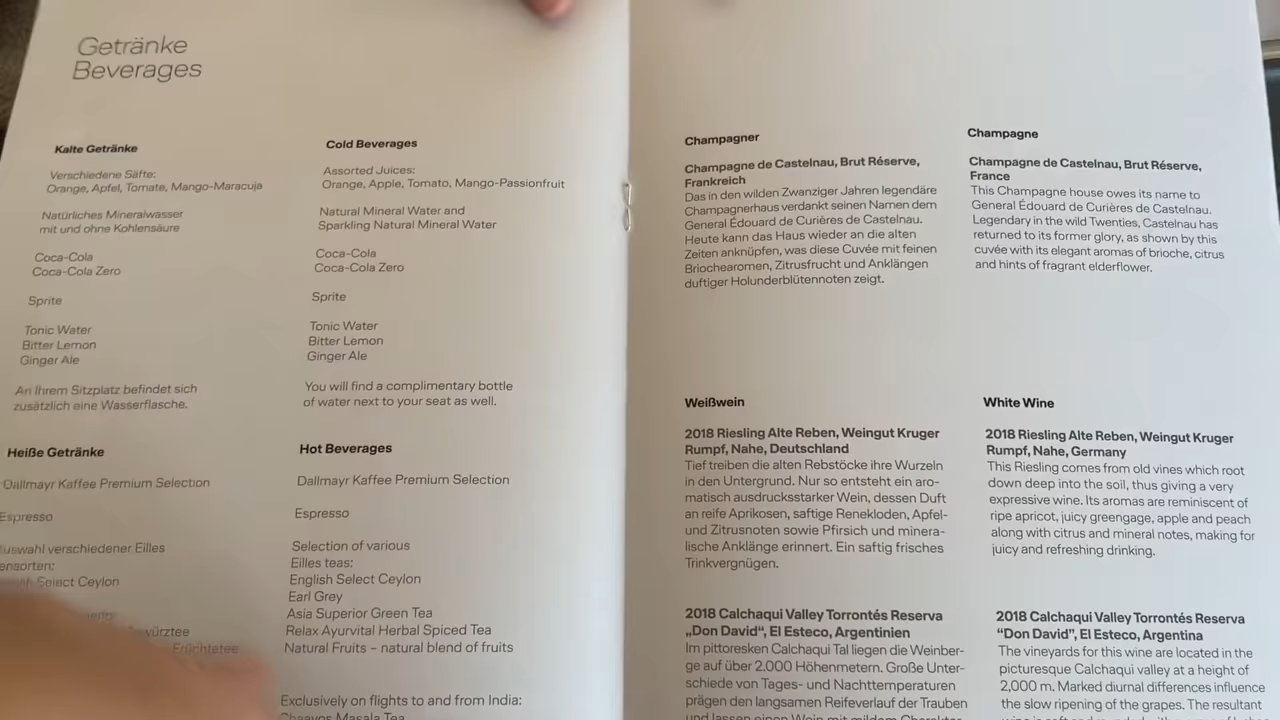 Getränke
Beverages
Kalte Getränke
Verschiedene Säfte:
Orange, Apfel, Tomate, Mango-Maracuja
Natürliches Mineralwasser
mit und ohne Kohlensäure
Coca-Cola
Coca-Cola Zero
Sprite
Tonic Water
Bitter Lemon
Ginger Ale
An Ihrem Sitzplatz befindet sich
zusätzlich eine Wasserflasche.
Heiße Getränke
Dallmayr Kaffee Premium Selection
Espresso
verschiedener Eilles
Select Ceylon
Cold Beverages
Assorted Juices:
Orange, Apple, Tomato, Mango-Passionfruit
Natural Mineral Water and
Sparkling Natural Mineral Water
Coca-Cola
Coca-Cola Zero
Sprite
Tonic Water
Bitter Lemon
Ginger Ale
You will find a complimentary bottle
of water next to your seat as well.
Hot Beverages
Dallmayr Kaffee Premium Selection
Espresso
Selection of various
Eilles teas:
English Select Ceylon
Earl Grey
Asia Superior Green Tea
Relax Ayurvital Herbal Spiced Tea
Natural Fruits – natural blend of fruits
Exclusively on flights to and from India:
Chaayos Masala Tea
Champagner
Champagne de Castelnau, Brut Réserve,
Frankreich
Das in den wilden Zwanziger Jahren legendäre
Champagnerhaus verdankt seinen Namen dem
General Édouard de Curières de Castelnau.
Heute kann das Haus wieder an die alten
Zeiten anknüpfen, was diese Cuvée mit feinen
Briochearomen, Zitrusfrucht und Anklängen
duftiger Holunderblütennoten zeigt.
Weißwein
2018 Riesling Alte Reben, Weingut Kruger
Rumpf, Nahe, Deutschland
Tief treiben die alten Rebstöcke ihre Wurzeln
in den Untergrund. Nur so entsteht ein aro-
matisch ausdrucksstarker Wein, dessen Duft
an reife Aprikosen, saftige Renekloden, Apfel-
und Zitrusnoten sowie Pfirsich und minera-
lische Anklänge erinnert. Ein saftig frisches
Trinkvergnügen.
2018 Calchaqui Valley Torrontés Reserva
„Don David“, El Esteco, Argentinien
Im pittoresken Calchaqui Tal liegen die Weinber-
ge auf über 2.000 Höhenmetern. Große Unter-
schiede von Tages- und Nachttemperaturen
prägen den langsamen Reifeverlauf der Trauben
und lassen einen Wein mit mildem Charakter
Champagne
Champagne de Castelnau, Brut Réserve,
France
This Champagne house owes its name to
General Édouard de Curières de Castelnau.
Legendary in the wild Twenties, Castelnau has
returned to its former glory, as shown by this
cuvée with its elegant aromas of brioche, citrus
and hints of fragrant elderflower.
White Wine
2018 Riesling Alte Reben, Weingut Kruger
Rumpf, Nahe, Germany
This Riesling comes from old vines which root
down deep into the soil, thus giving a very
expressive wine. Its aromas are reminiscent of
ripe apricot, juicy greengage, apple and peach
along with citrus and mineral notes, making for
juicy and refreshing drinking.
2018 Calchaqui Valley Torrontés Reserva
“Don David”, El Esteco, Argentina
The vineyards for this wine are located in the
picturesque Calchaqui valley at a height of
2,000 m. Marked diurnal differences influence
the slow ripening of the grapes. The resultant